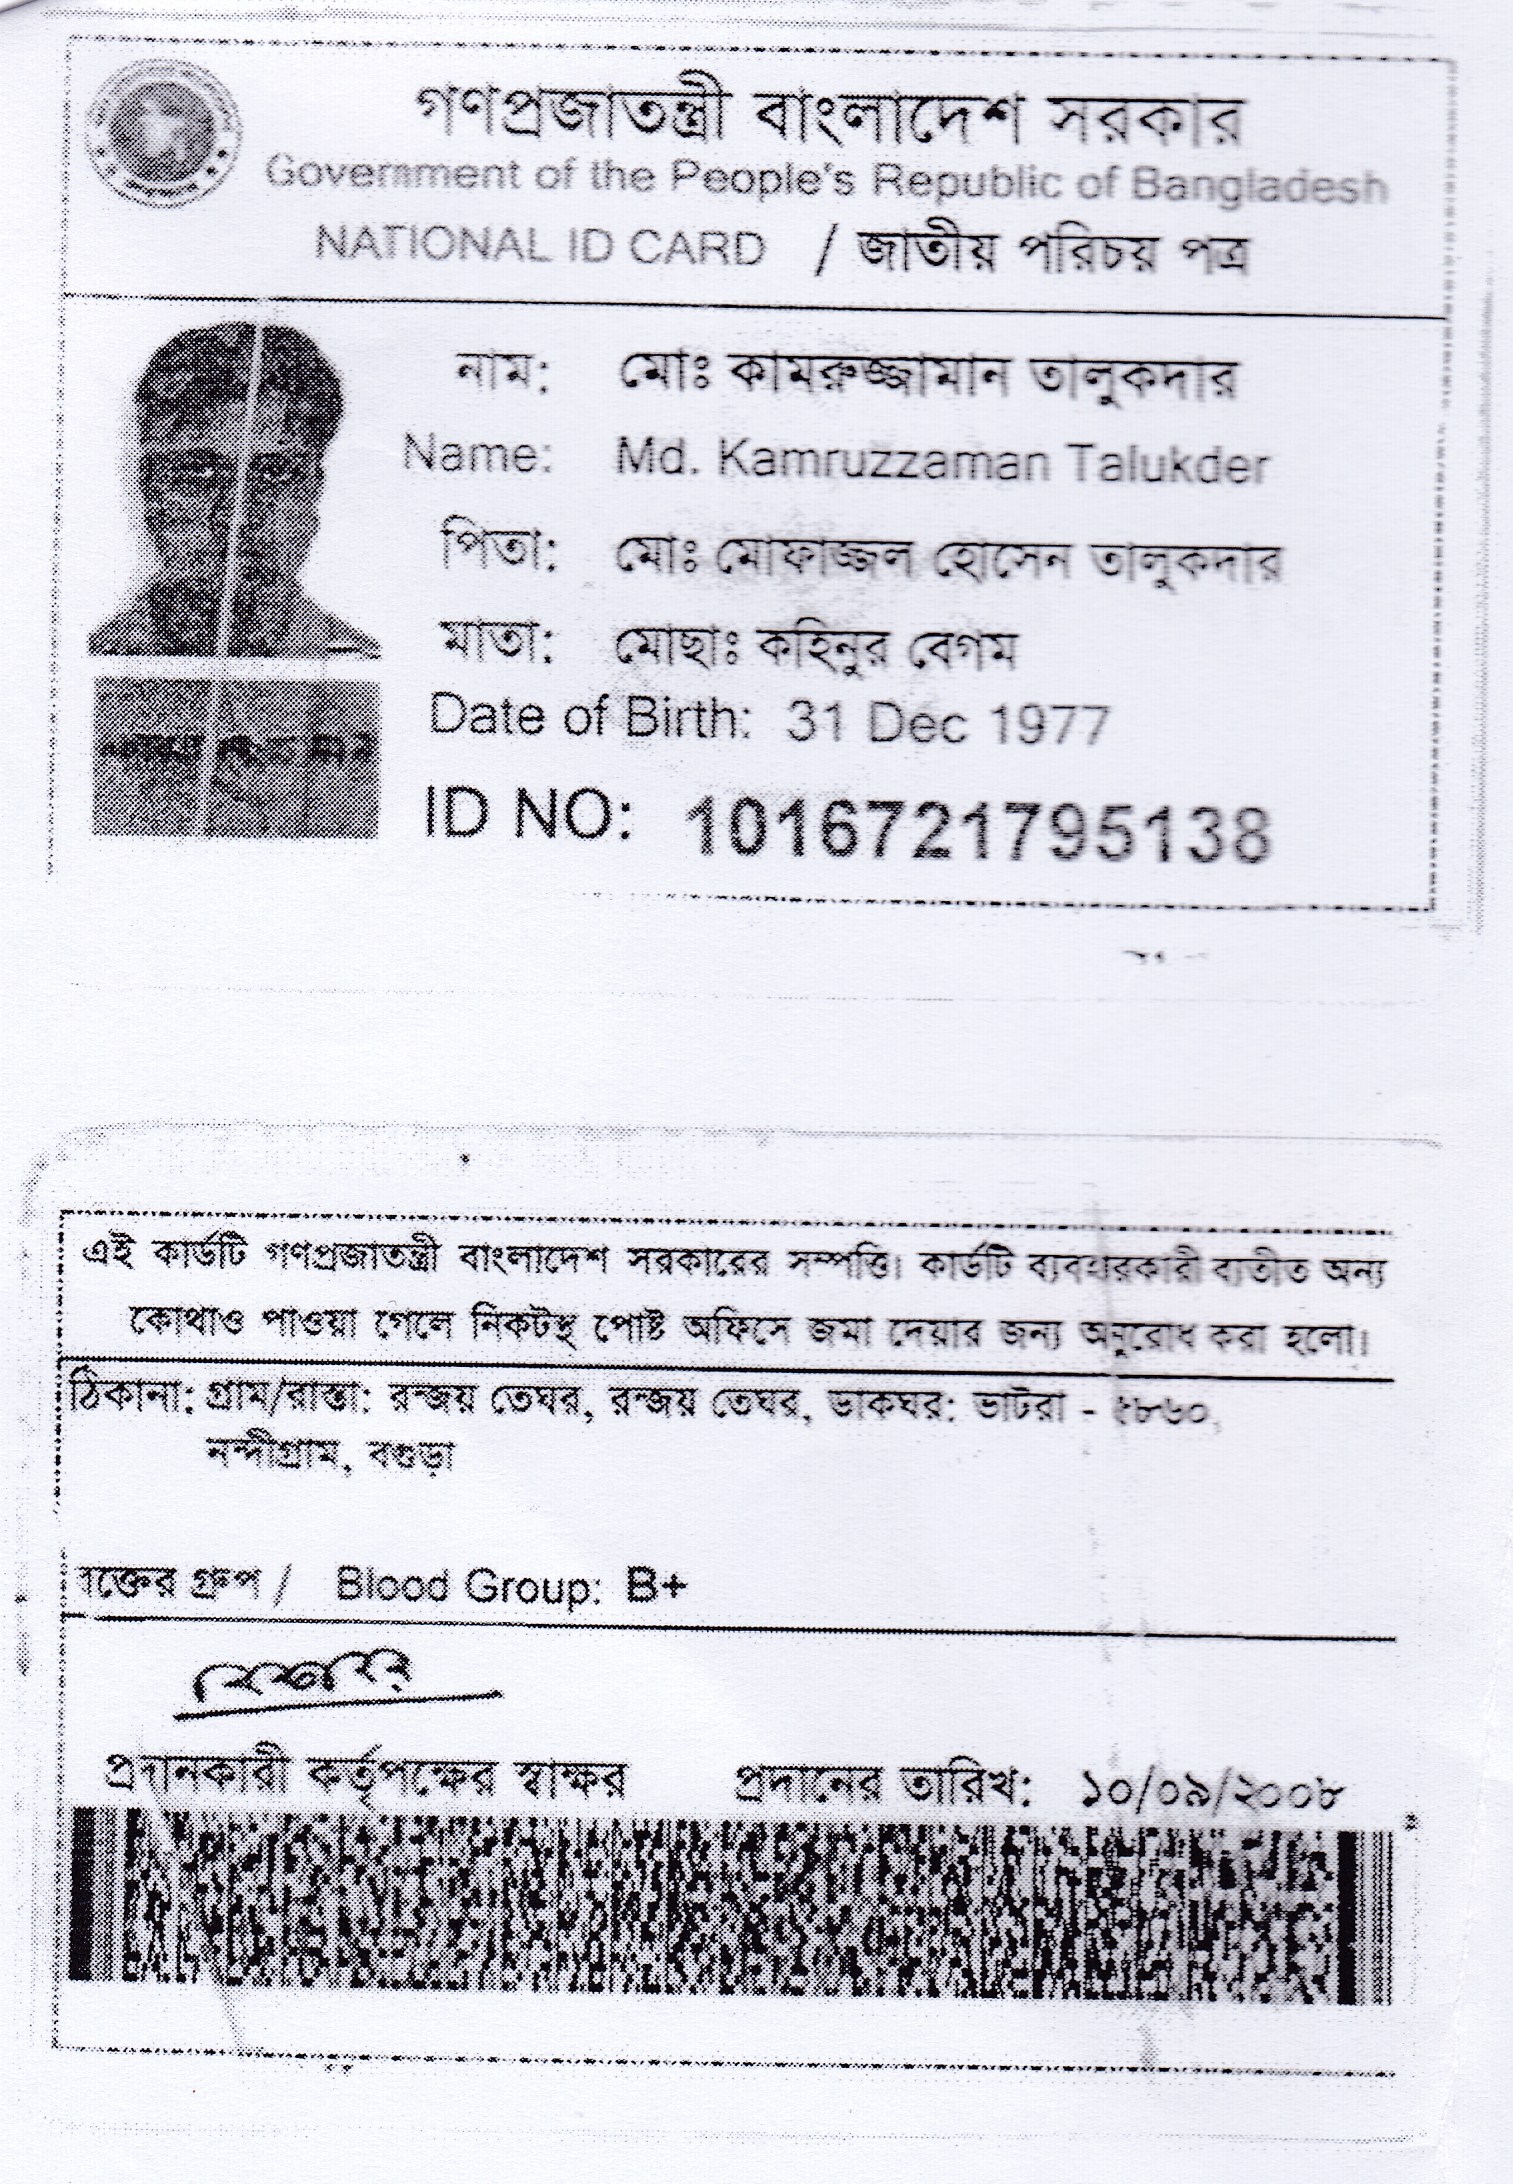 গণপ্রজাতন্ত্রী বাংলাদেশ সরকার
Government of the People's Republic of Bangladesh
NATIONAL ID CARD / জাতীয় পরিচয় পত্র
নাম: মোঃ কামরুজ্জামান তালুকদার
Name: Md. Kamruzzaman Talukder
পিতা: মোঃ মোফাজ্জল হোসেন তালুকদার
মাতা: মোছাঃ কহিনুর বেগম
Date of Birth: 31 Dec 1977
ID NO: 1016721795138
এই কার্ডটি গণপ্রজাতন্ত্রী বাংলাদেশ সরকারের সম্পত্তি। কার্ডটি ব্যবহারকারী ব্যতীত অন্য
কোথাও পাওয়া গেলে নিকটস্থ পোষ্ট অফিসে জমা দেয়ার জন্য অনুরোধ করা হলো।
ঠিকানা: গ্রাম/রাস্তা: রন্জয় তেঘর, রন্জয় তেঘর, ডাকঘর: ভাটরা - ৫৮৬০,
নন্দীগ্রাম, বগুড়া
রক্তের গ্রুপ / Blood Group: B+
প্রদানকারী কর্তৃপক্ষের স্বাক্ষর প্রদানের তারিখ: ১০/০৯/২০০৮